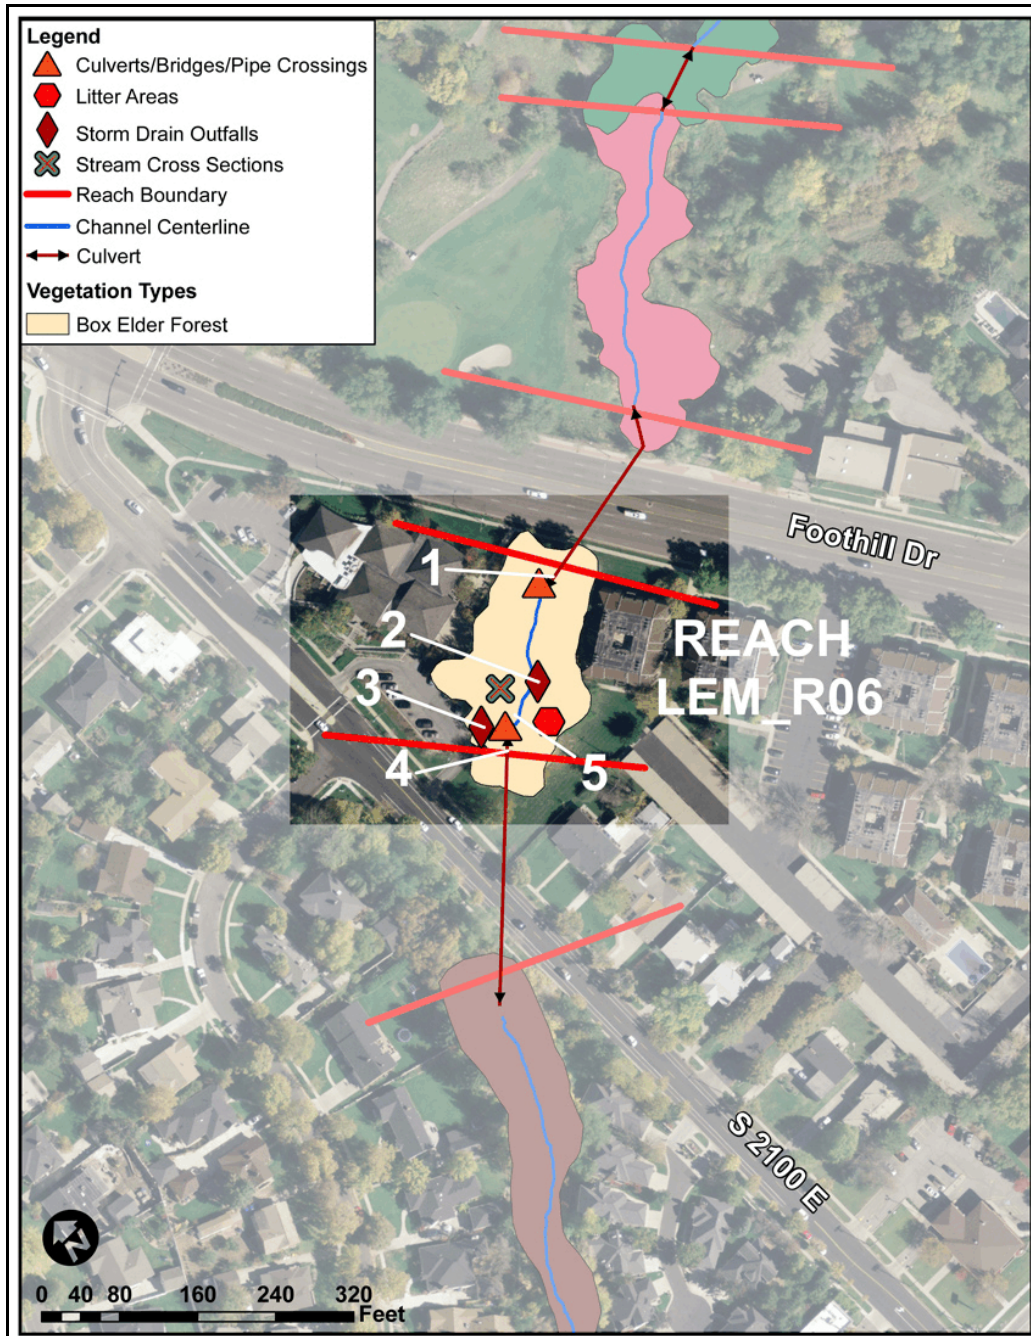 Legend
Culverts/Bridges/Pipe Crossings
Litter Areas
Storm Drain Outfalls
Stream Cross Sections
Reach Boundary
Channel Centerline
Culvert
Vegetation Types
Box Elder Forest
Foothill Dr
1
2
REACH
LEM_R06
3
4
5
S 2100 E
N
0 40 80 160 240 320
Feet